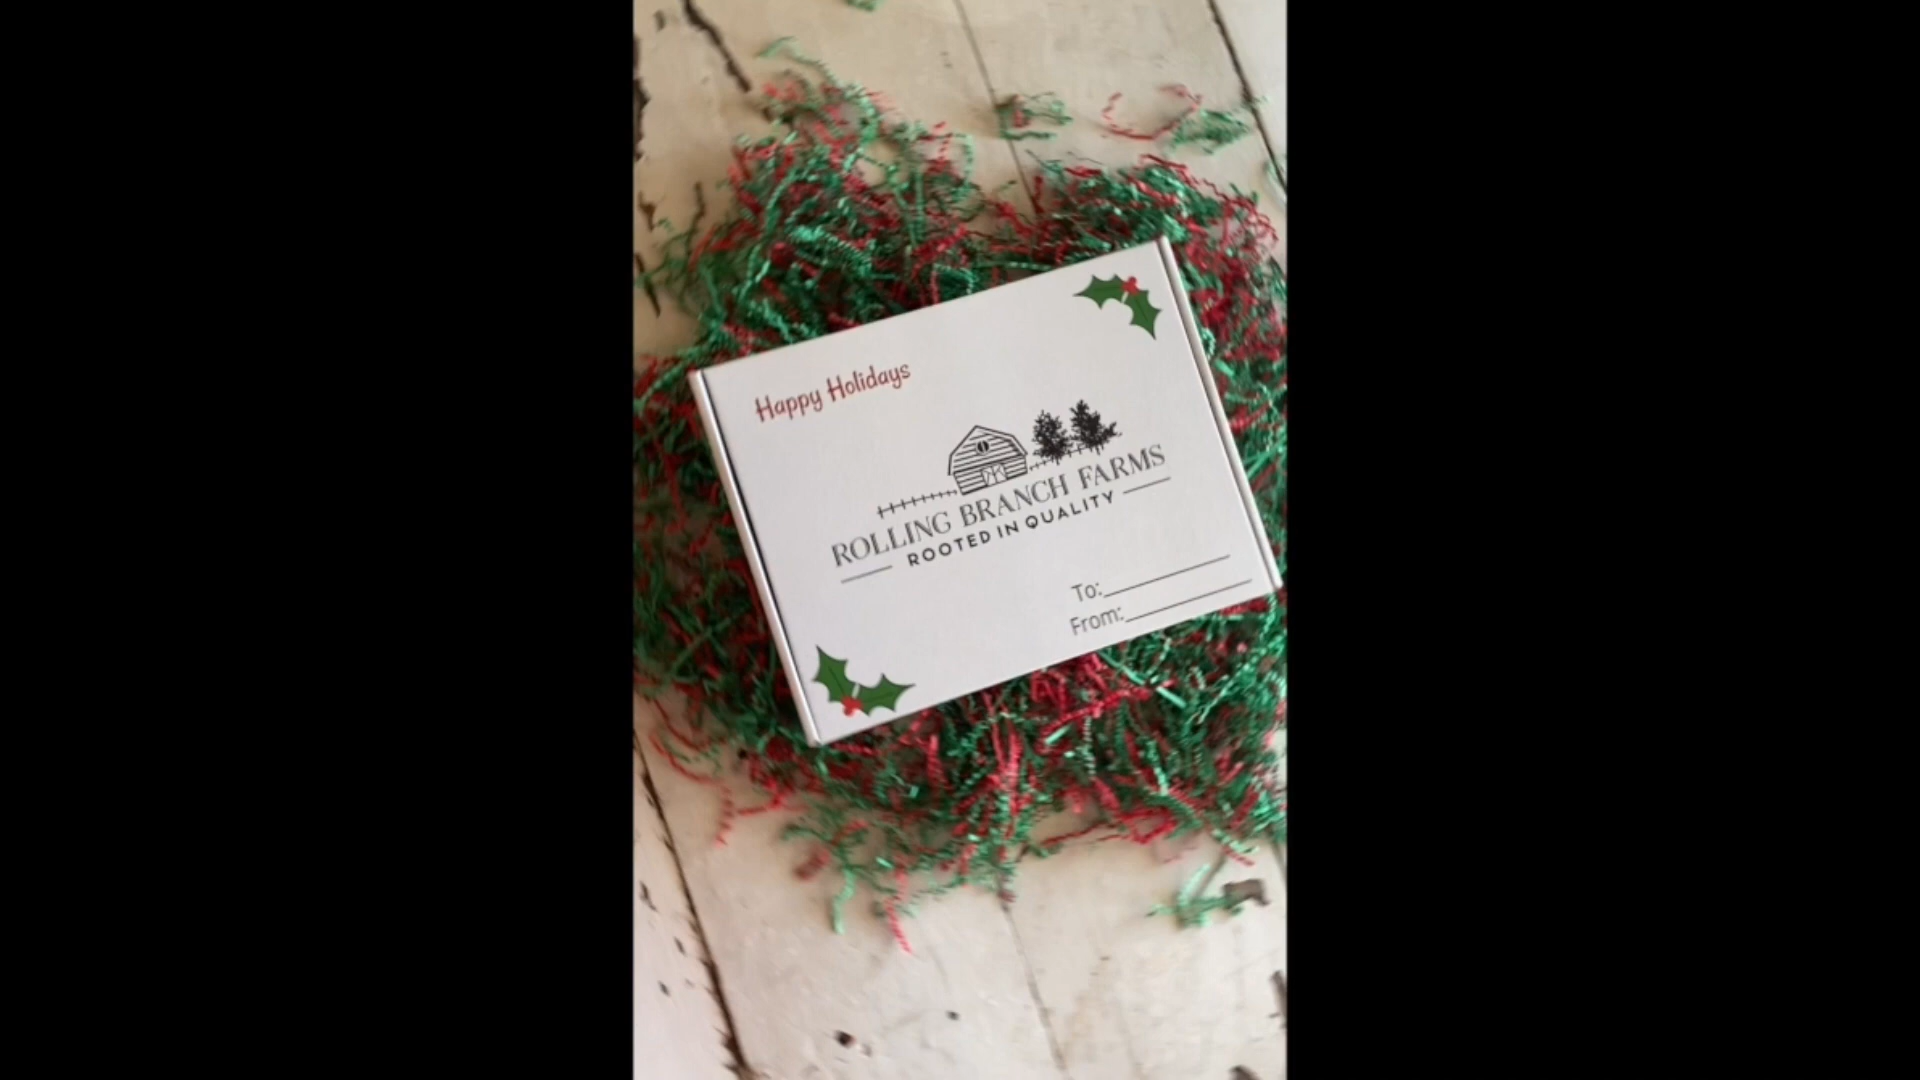 Happy Holidays
ROLLING BRANCH FARMS
ROOTED IN QUALITY
To:
From: